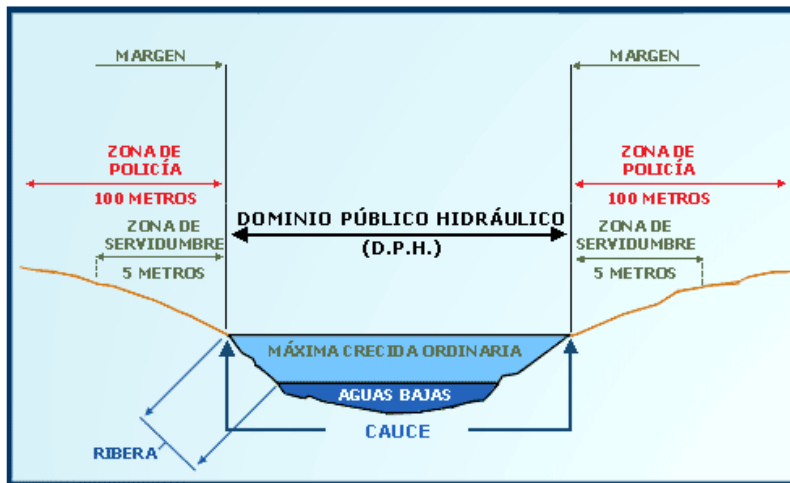 MARGEN
MARGEN
ZONA DE
POLICÍA
100 METROS
ZONA DE
POLICÍA
100 METROS
DOMINIO PÚBLICO HIDRÁULICO
(D.P.H.)
ZONA DE
SERVIDUMBRE
5 METROS
ZONA DE
SERVIDUMBRE
5 METROS
MÁXIMA CRECIDA ORDINARIA
AGUAS BAJAS
CAUCE
RIBERA